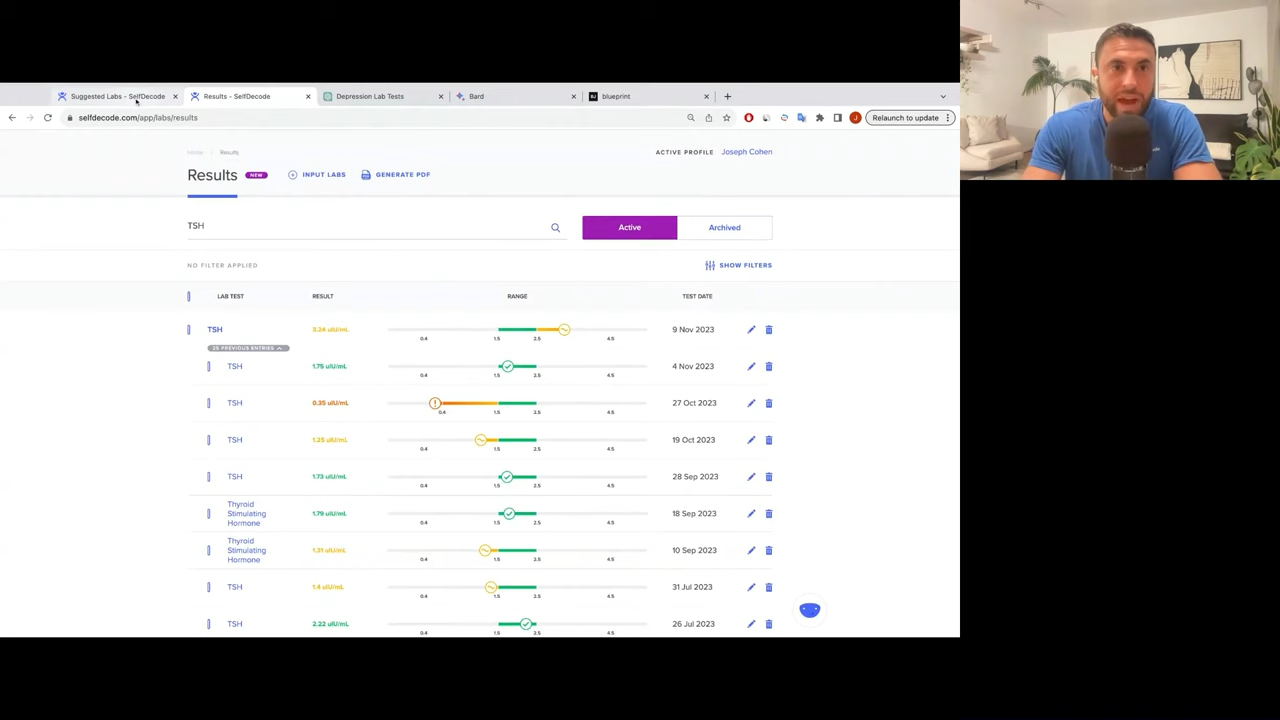 Suggested Labs - SelfDecode
Results - SelfDecode
Depression Lab Tests
Bard
blueprint
selfdecode.com/app/labs/results
Relaunch to update
Home
Results
ACTIVE PROFILE Joseph Cohen
Results NEW INPUT LABS GENERATE PDF
TSH
Active Archived
NO FILTER APPLIED SHOW FILTERS
LAB TEST RESULT RANGE TEST DATE
TSH 3.24 uIU/mL 9 Nov 2023
0.4 1.5 2.5 4.5
25 PREVIOUS ENTRIES
TSH 1.75 uIU/mL 4 Nov 2023
0.4 1.5 2.5 4.5
TSH 0.35 uIU/mL 27 Oct 2023
0.4 1.5 2.5 4.5
TSH 1.25 uIU/mL 19 Oct 2023
0.4 1.5 2.5 4.5
TSH 1.73 uIU/mL 28 Sep 2023
0.4 1.5 2.5 4.5
Thyroid
Stimulating
Hormone
1.79 uIU/mL 18 Sep 2023
0.4 1.5 2.5 4.5
Thyroid
Stimulating
Hormone
1.31 uIU/mL 10 Sep 2023
0.4 1.5 2.5 4.5
TSH 1.4 uIU/mL 31 Jul 2023
0.4 1.5 2.5 4.5
TSH 2.22 uIU/mL 26 Jul 2023
0.4 1.5 2.5 4.5